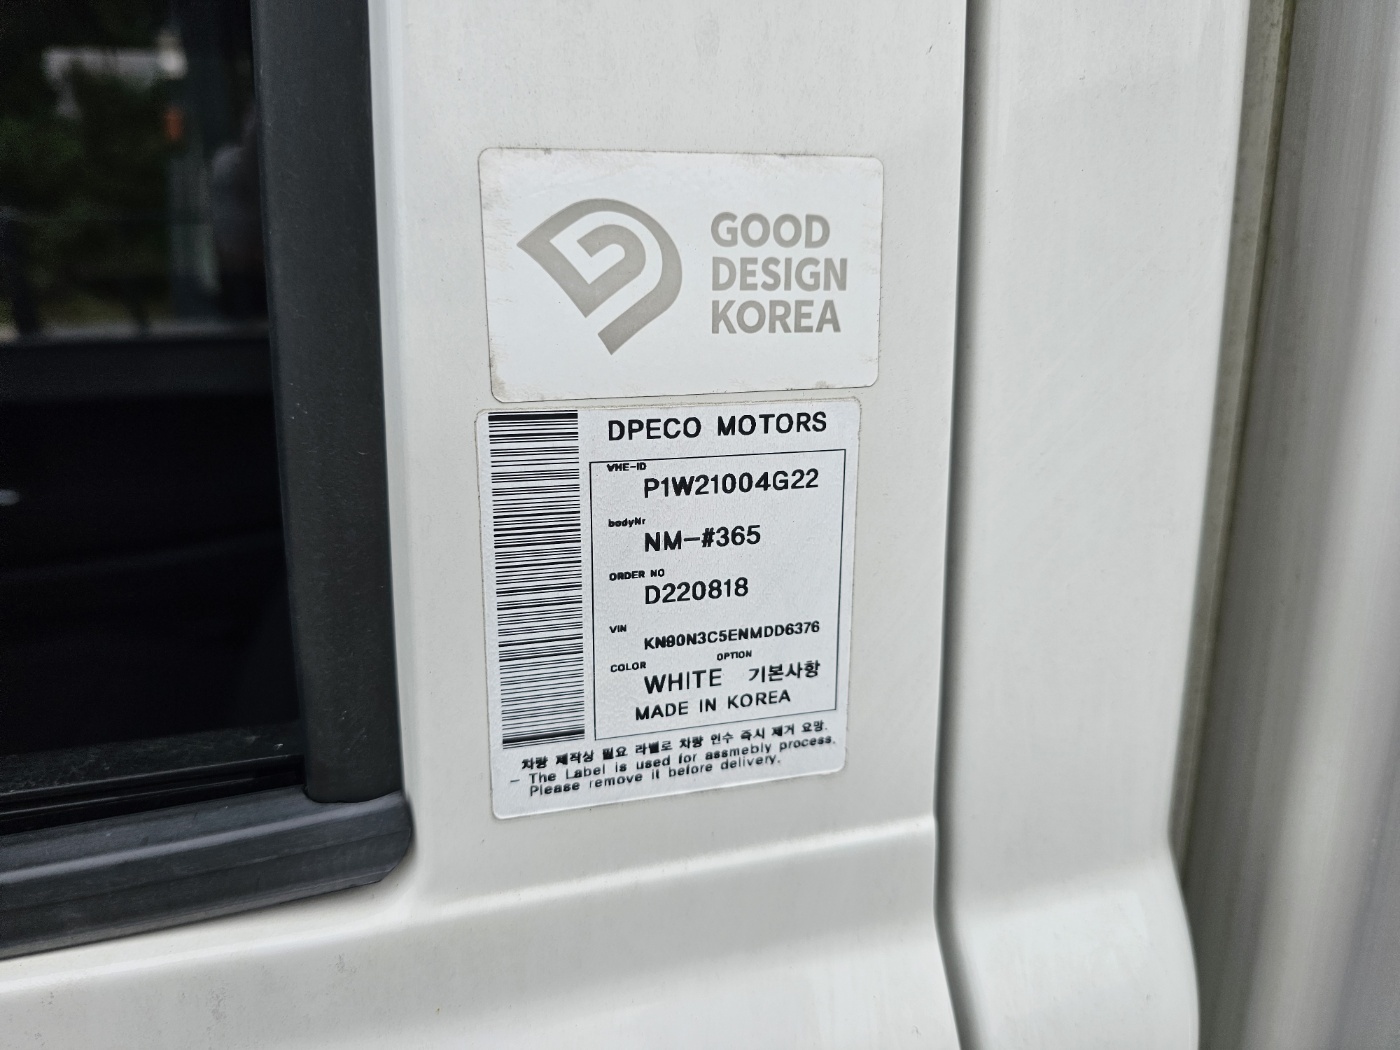 GOOD
DESIGN
KOREA
DPECO MOTORS
VHE-ID
P1W21004G22
bodyNr
NM-#365
ORDER NO
D220818
VIN
KN90N3C5ENMDD6376
COLOR OPTION
WHITE 기본사항
MADE IN KOREA
차량 제작상 필요 라벨로 차량 인수 즉시 제거 요망.
- The Label is used for assmebly process.
Please remove it before delivery.